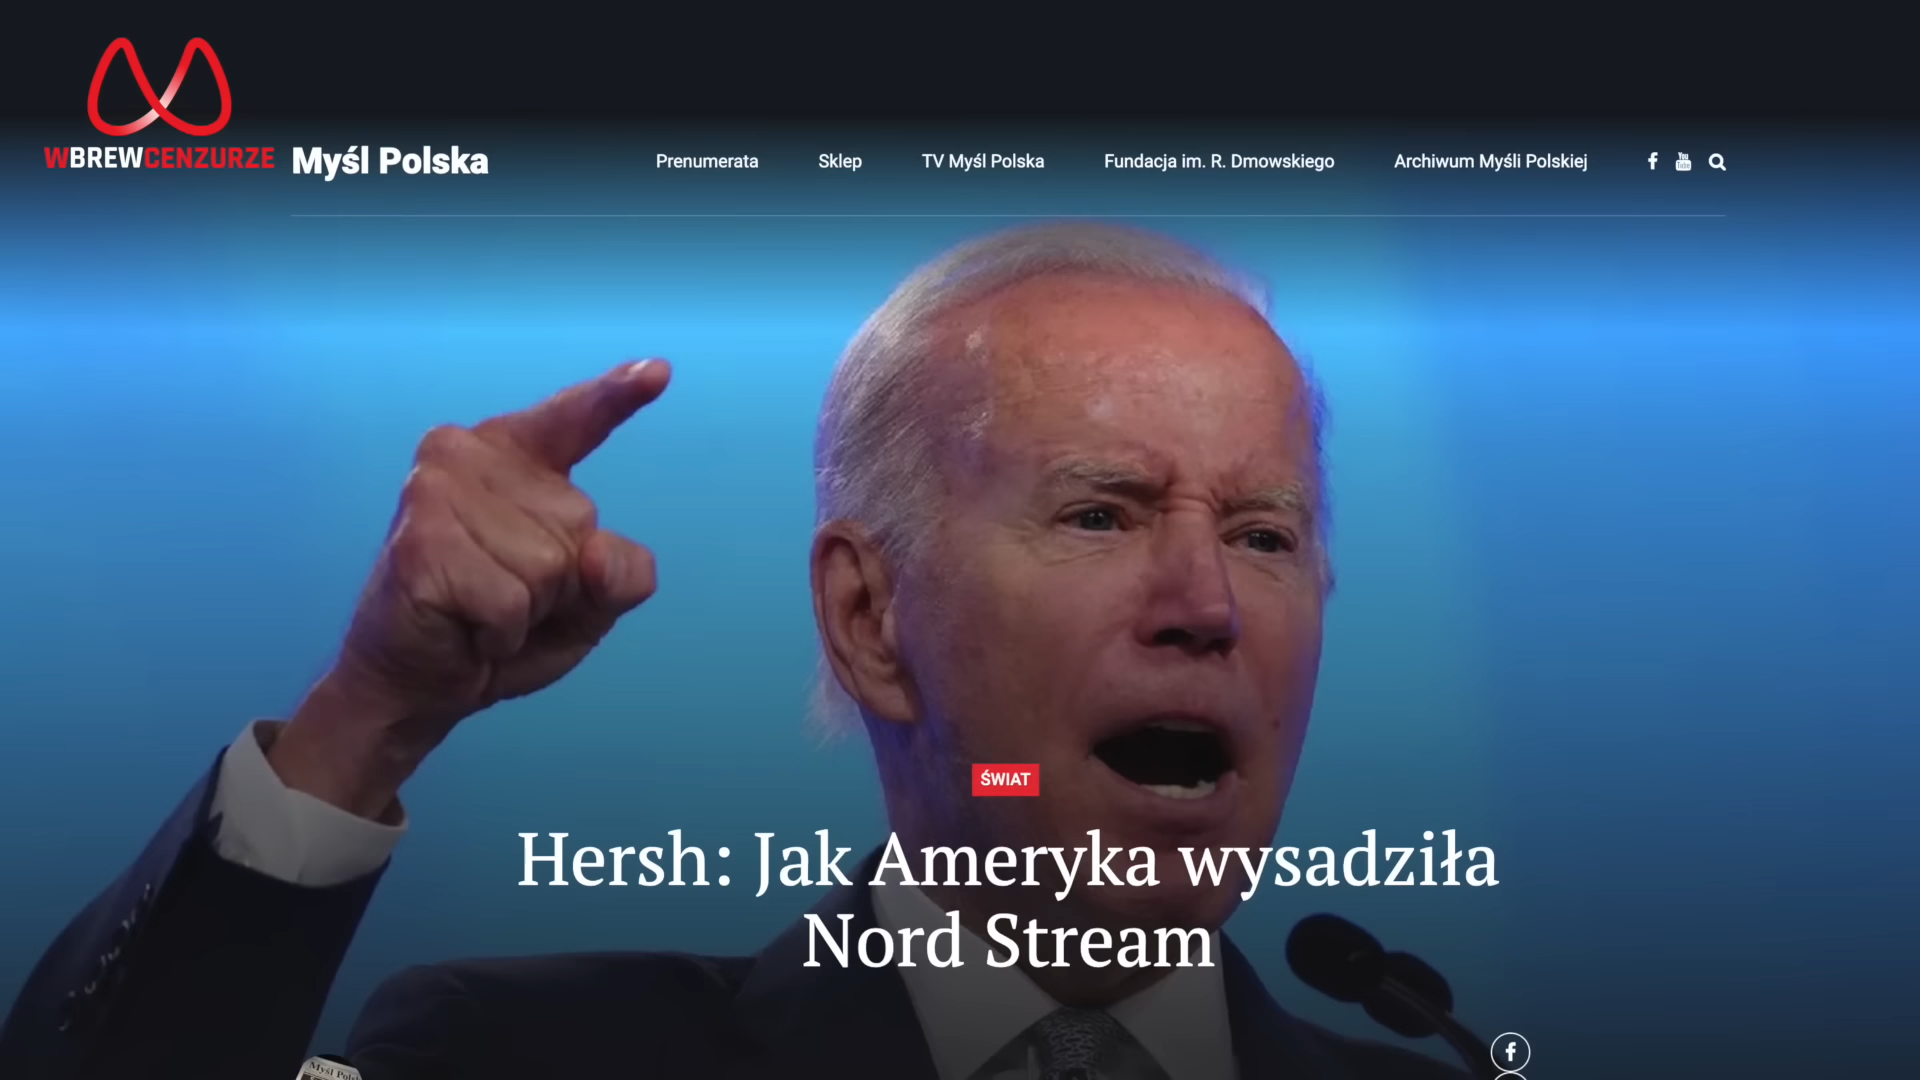 WBREWCENZURZE
Myśl Polska
Prenumerata
Sklep
TV Myśl Polska
Fundacja im. R. Dmowskiego
Archiwum Myśli Polskiej
ŚWIAT
Hersh: Jak Ameryka wysadziła
Nord Stream